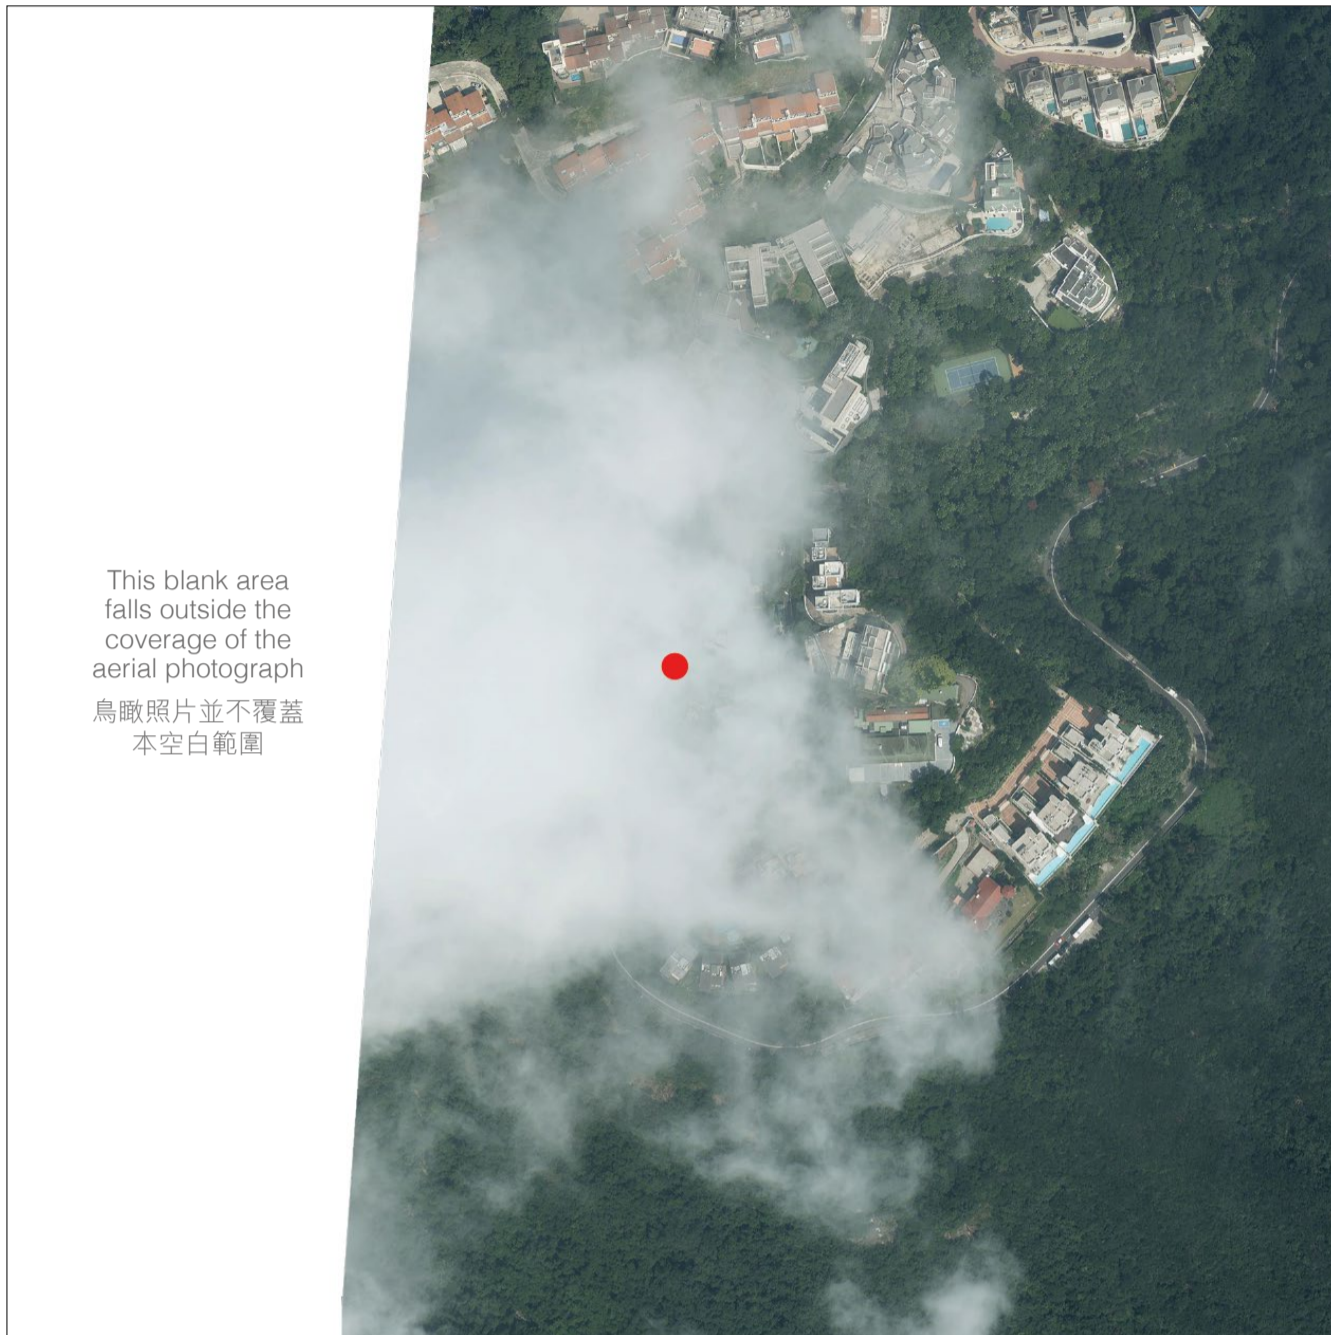 This blank area
falls outside the
coverage of the
aerial photograph
鳥瞰照片並不覆蓋
本空白範圍